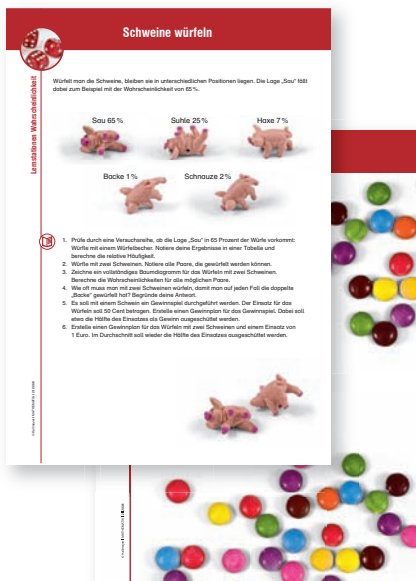 Schweine würfeln
Lernstationen Wahrscheinlichkeit
Würfelt man die Schweine, bleiben sie in unterschiedlichen Positionen liegen. Die Lage „Sau“ fällt
dabei zum Beispiel mit der Wahrscheinlichkeit von 65%.
Sau 65%
Suhle 25%
Haxe 7%
Backe 1%
Schnauze 2%
1. Prüfe durch eine Versuchsreihe, ob die Lage „Sau“ in 65 Prozent der Würfe vorkommt:
Würfle mit einem Würfelbecher. Notiere deine Ergebnisse in einer Tabelle und
berechne die relative Häufigkeit.
2. Würfle mit zwei Schweinen. Notiere alle Paare, die gewürfelt werden können.
3. Zeichne ein vollständiges Baumdiagramm für das Würfeln mit zwei Schweinen.
Berechne die Wahrscheinlichkeiten für alle möglichen Paare.
4. Wie oft muss man mit zwei Schweinen würfeln, damit man auf jeden Fall die doppelte
„Backe“ gewürfelt hat? Begründe deine Antwort.
5. Es soll mit einem Schwein ein Gewinnspiel durchgeführt werden. Der Einsatz für das
Würfeln soll 50 Cent betragen. Erstelle einen Gewinnplan für das Gewinnspiel. Dabei soll
etwa die Hälfte des Einsatzes als Gewinn ausgeschüttet werden.
6. Erstelle einen Gewinnplan für das Würfeln mit zwei Schweinen und einem Einsatz von
1 Euro. Im Durchschnitt soll wieder die Hälfte des Einsatzes ausgeschüttet werden.